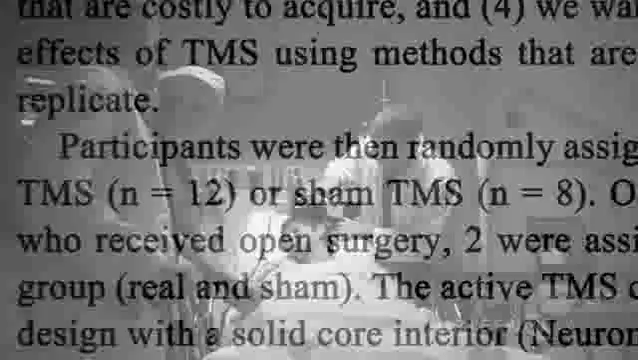 that are costly to acquire, and (4) we wa
effects of TMS using methods that are
replicate.
Participants were then randomly assig
TMS (n = 12) or sham TMS (n = 8). O
who received open surgery, 2 were assi
group (real and sham). The active TMS c
design with a solid core interior (Neuron